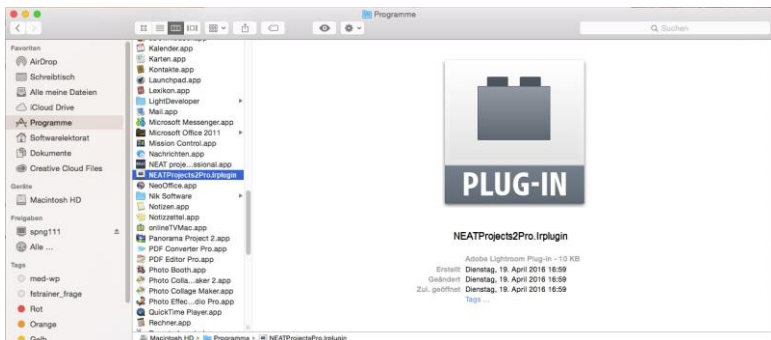 Programme
Suchen
Favoriten
AirDrop
Schreibtisch
Alle meine Dateien
iCloud Drive
Programme
Softwarelektorat
Dokumente
Creative Cloud Files
Geräte
Macintosh HD
Freigaben
spng111
Alle ...
Tags
med-wp
fstrainer_frage
Rot
Orange
Gelb
Kalender.app
Karten.app
Kontakte.app
Launchpad.app
Lexikon.app
LightDeveloper
Mail.app
Microsoft Messenger.app
Microsoft Office 2011
Mission Control.app
Nachrichten.app
NEAT proje...ssional.app
NEATProjects2Pro.lrplugin
NeoOffice.app
Nik Software
Notizen.app
Notizzettel.app
onlineTVMac.app
Panorama Project 2.app
PDF Converter Pro.app
PDF Editor Pro.app
Photo Booth.app
Photo Colla...aker 2.app
Photo Collage Maker.app
Photo Effec...dio Pro.app
QuickTime Player.app
Rechner.app
PLUG-IN
NEATProjects2Pro.lrplugin
Adobe Lightroom Plug-in - 10 KB
Erstellt Dienstag, 19. April 2016 16:59
Geändert Dienstag, 19. April 2016 16:59
Zul. geöffnet Dienstag, 19. April 2016 16:59
Tags ...
Macintosh HD Programme NEATProjectsPro.lrplugin